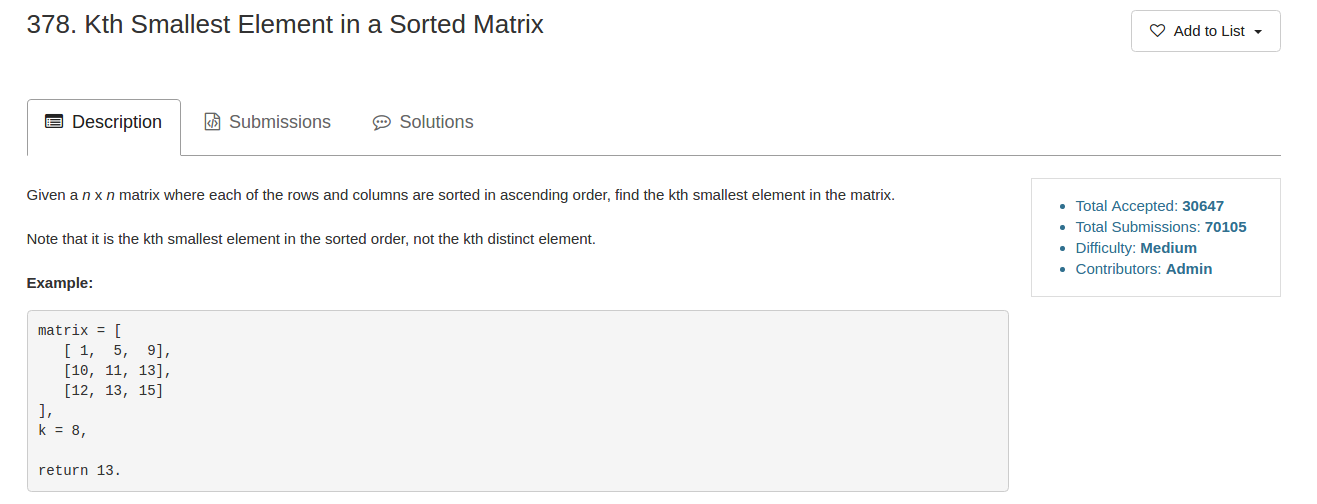 378. Kth Smallest Element in a Sorted Matrix
Add to List
Description
Submissions
Solutions
Given a n x n matrix where each of the rows and columns are sorted in ascending order, find the kth smallest element in the matrix.
Note that it is the kth smallest element in the sorted order, not the kth distinct element.
Example:
matrix = [
   [ 1,  5,  9],
   [10, 11, 13],
   [12, 13, 15]
],
k = 8,
return 13.
Total Accepted: 30647
Total Submissions: 70105
Difficulty: Medium
Contributors: Admin